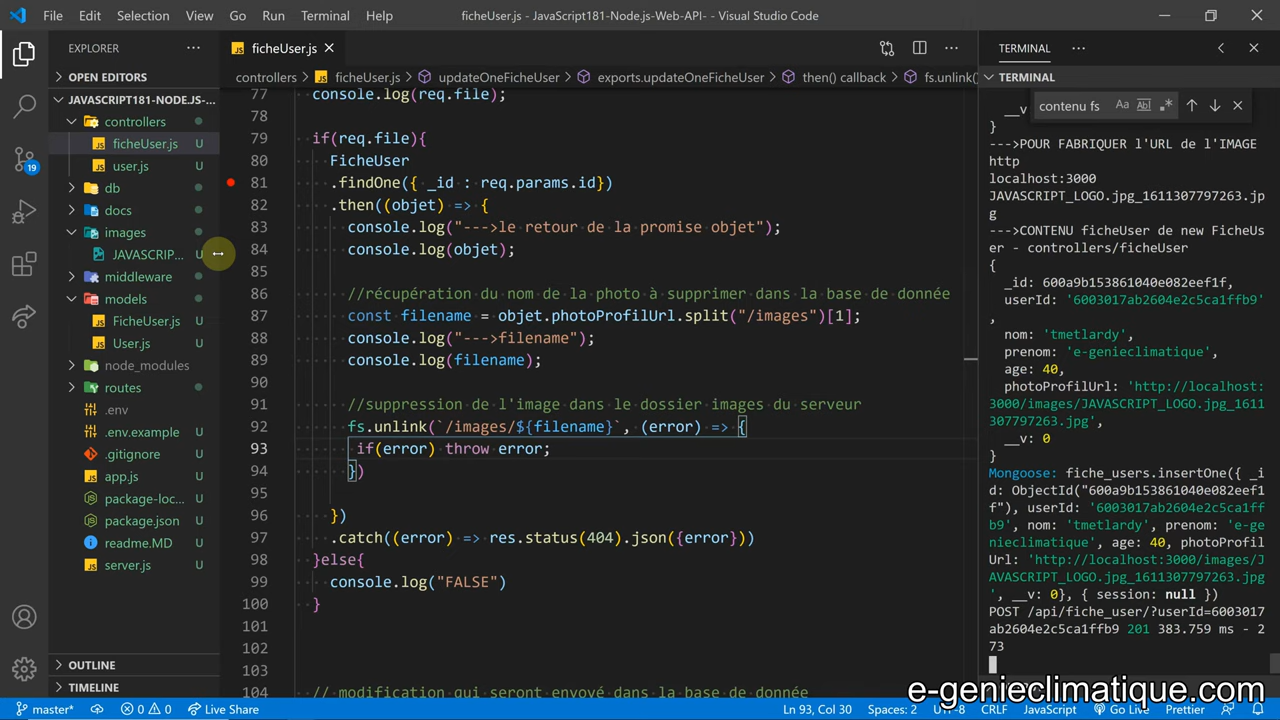 File Edit Selection View Go Run Terminal Help
ficheUser.js - JavaScript181-Node.js-Web-API- - Visual Studio Code
EXPLORER
OPEN EDITORS
JAVASCRIPT181-NODE.JS-...
controllers
ficheUser.js U
user.js U
db
docs
images
JAVASCRIP... U
middleware
models
FicheUser.js U
User.js U
node_modules
routes
.env
.env.example U
.gitignore U
app.js U
package-loc... U
package.json U
readme.MD U
server.js U
OUTLINE
TIMELINE
19
ficheUser.js
controllers > ficheUser.js > updateOneFicheUser > exports.updateOneFicheUser > then() callback > fs.unlink()
77 console.log(req.file);
78
79 if(req.file){
80 FicheUser
81 .findOne({ _id : req.params.id})
82 .then((objet) => {
83 console.log("--->le retour de la promise objet");
84 console.log(objet);
85
86 //récupération du nom de la photo à supprimer dans la base de donnée
87 const filename = objet.photoProfilUrl.split("/images")[1];
88 console.log("--->filename");
89 console.log(filename);
90
91 //suppression de l'image dans le dossier images du serveur
92 fs.unlink(`/images/${filename}`, (error) => {
93 if(error) throw error;
94 })
95
96 })
97 .catch((error) => res.status(404).json({error}))
98 }else{
99 console.log("FALSE")
100 }
101
102
103
104 // modification qui seront envoyé dans la base de donnée
TERMINAL
TERMINAL
contenu fs
__v
}
--->POUR FABRIQUER l'URL de l'IMAGE
http
localhost:3000
JAVASCRIPT_LOGO.jpg_1611307797263.jp
g
--->CONTENU ficheUser de new FicheUs
er - controllers/ficheUser
{
_id: 600a9b153861040e082eef1f,
userId: '6003017ab2604e2c5ca1ffb9'
,
nom: 'tmetlardy',
prenom: 'e-genieclimatique',
age: 40,
photoProfilUrl: 'http://localhost:
3000/images/JAVASCRIPT_LOGO.jpg_1611
307797263.jpg',
__v: 0
}
Mongoose: fiche_users.insertOne({ _i
d: ObjectId("600a9b153861040e082eef1
f"), userId: '6003017ab2604e2c5ca1ff
b9', nom: 'tmetlardy', prenom: 'e-ge
nieclimatique', age: 40, photoProfil
Url: 'http://localhost:3000/images/J
AVASCRIPT_LOGO.jpg_1611307797263.jpg
', __v: 0}, { session: null })
POST /api/fiche_user/?userId=6003017
ab2604e2c5ca1ffb9 201 383.759 ms - 2
73
e-genieclimatique.com
master* 0 0 Live Share Ln 93, Col 30 Spaces: 2 UTF-8 CRLF JavaScript Go Live Prettier